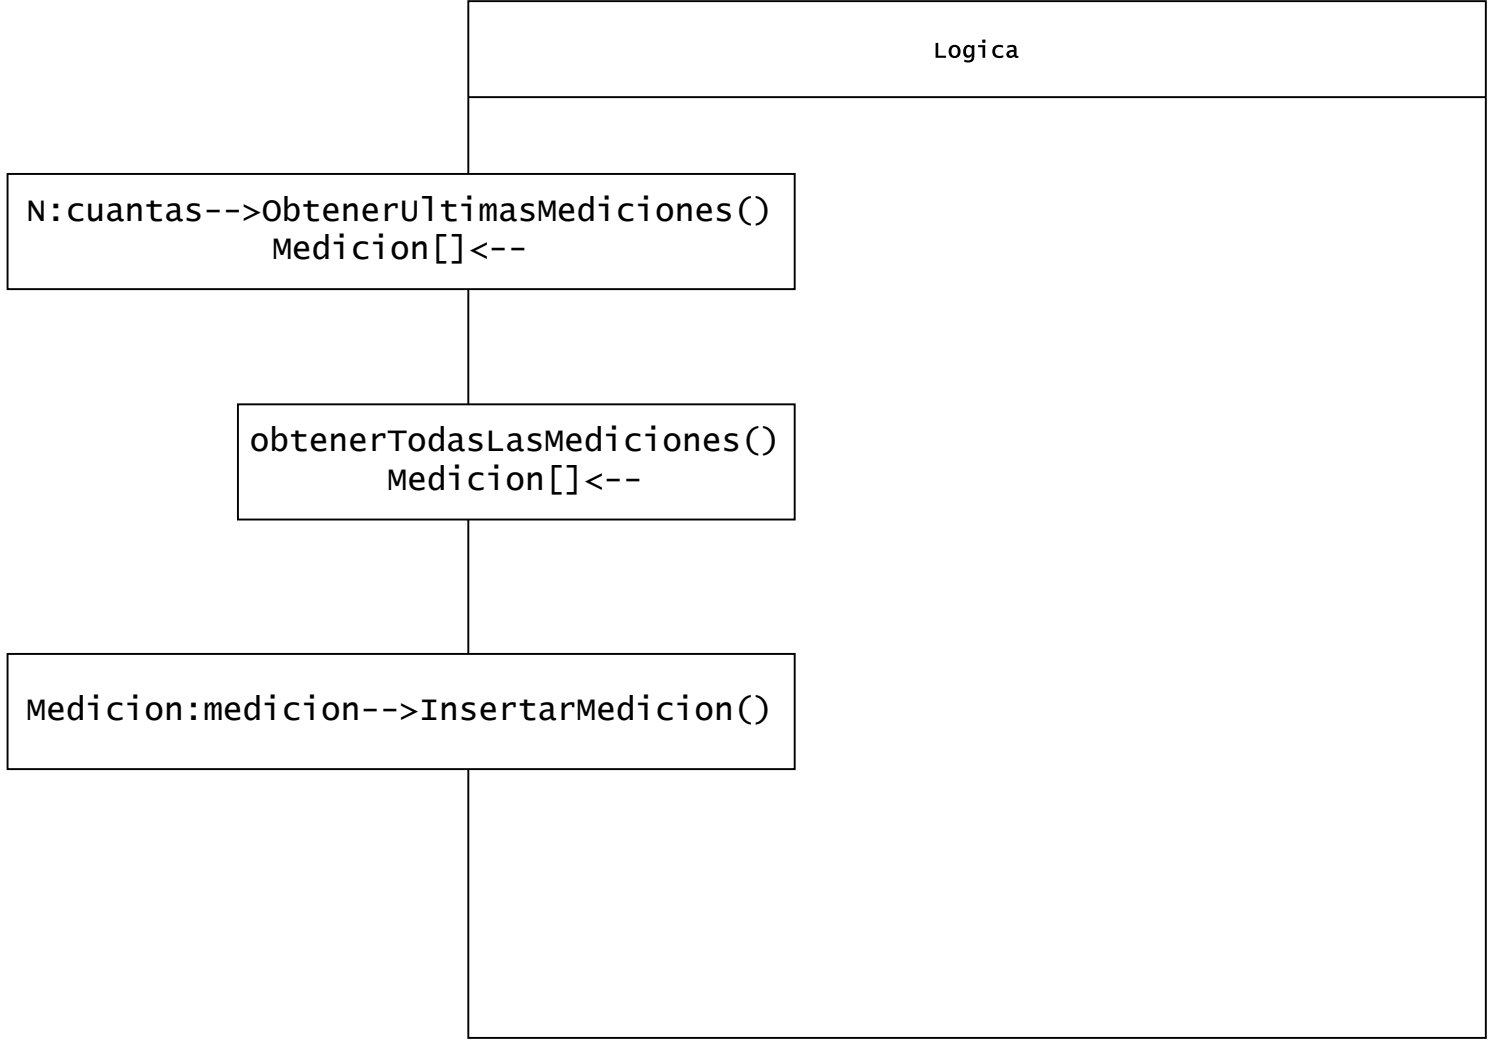 Logica
N:cuantas-->ObtenerUltimasMediciones()
Medicion[]<--
obtenerTodasLasMediciones()
Medicion[]<--
Medicion:medicion-->InsertarMedicion()